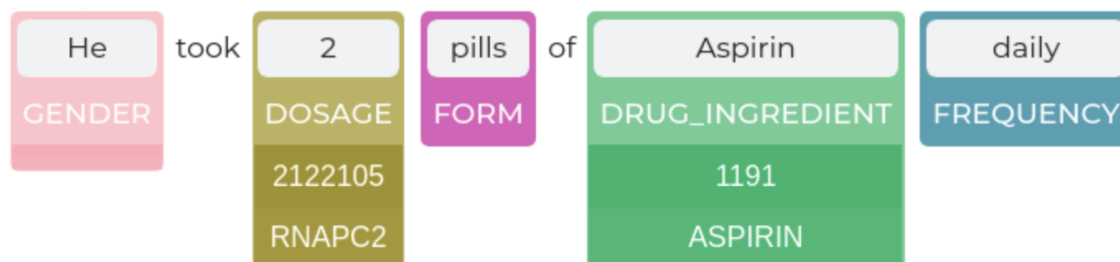 He took 2 pills of Aspirin daily
GENDER DOSAGE FORM DRUG_INGREDIENT FREQUENCY
2122105 1191
RNAPC2 ASPIRIN